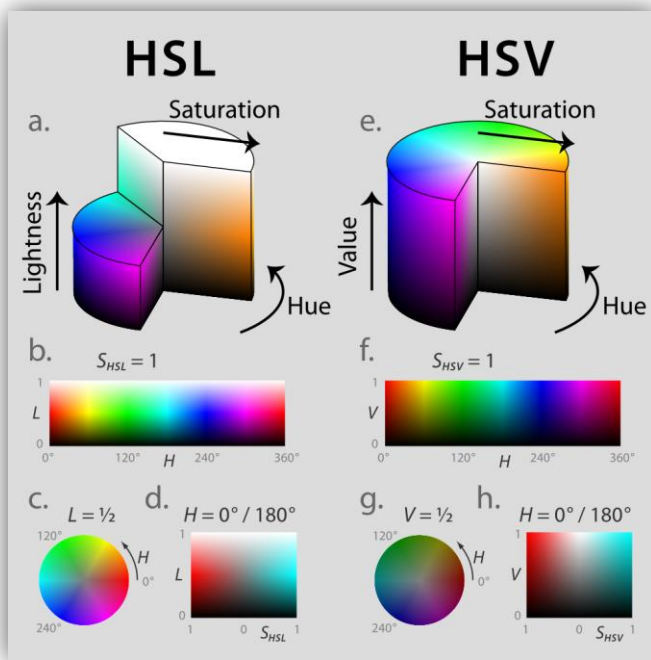 HSL
a.
Saturation
Lightness
Hue
b.
S_HSL = 1
1
L
0
0°
120°
H
240°
360°
c.
L = ½
120°
H
0°
240°
d.
H = 0° / 180°
1
L
0
1
0
S_HSL
1
HSV
e.
Saturation
Value
Hue
f.
S_HSV = 1
1
V
0
0°
120°
H
240°
360°
g.
V = ½
120°
H
0°
240°
h.
H = 0° / 180°
1
V
0
1
0
S_HSV
1